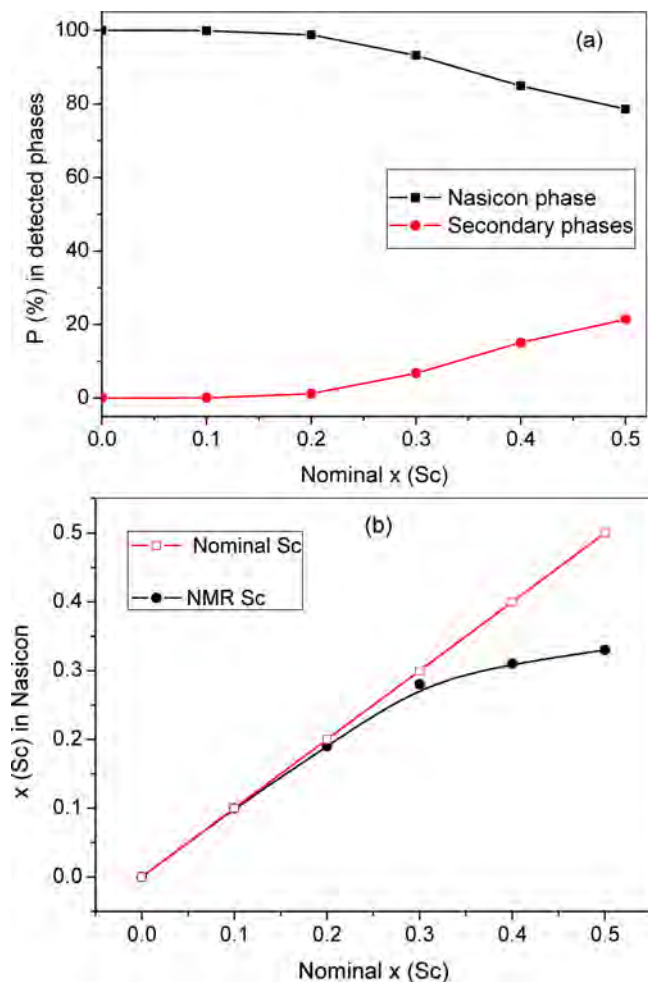 (a)
100
80
60
40
20
0
P (%) in detected phases
Nasicon phase
Secondary phases
0.0 0.1 0.2 0.3 0.4 0.5
Nominal x (Sc)
(b)
0.5
0.4
0.3
0.2
0.1
0.0
x (Sc) in Nasicon
Nominal Sc
NMR Sc
0.0 0.1 0.2 0.3 0.4 0.5
Nominal x (Sc)